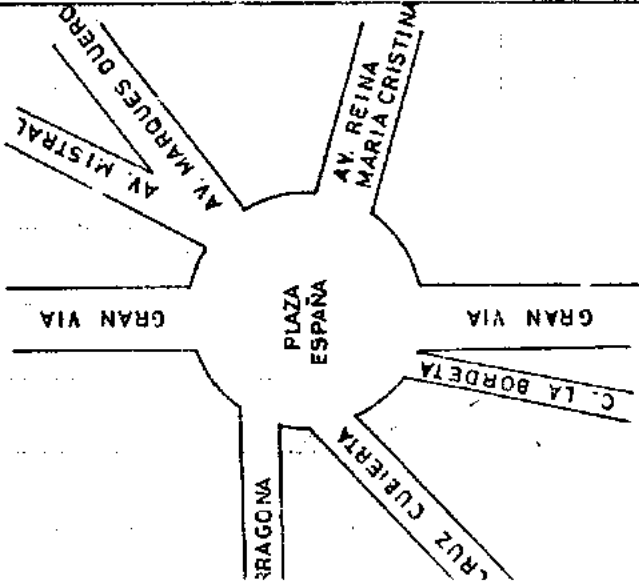 AV. MARQUES DUERO
AV. REINA
MARIA CRISTINA
AV. MISTRAL
GRAN VIA
PLAZA
ESPAÑA
GRAN VIA
C. LA BORDETA
CRUZ CUBIERTA
RRAGONA